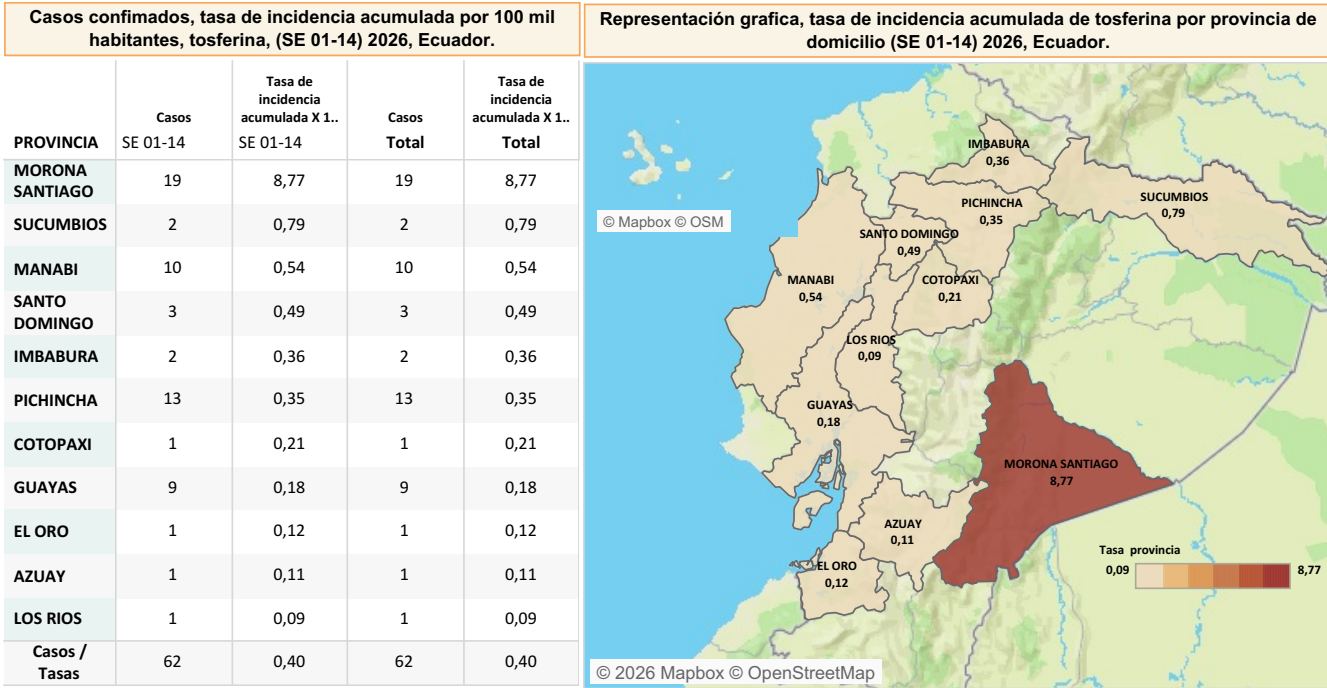 Casos confimados, tasa de incidencia acumulada por 100 mil
habitantes, tosferina, (SE 01-14) 2026, Ecuador.
PROVINCIA Casos SE 01-14 Tasa de incidencia acumulada X 1.. SE 01-14 Casos Total Tasa de incidencia acumulada X 1.. Total
MORONA SANTIAGO 19 8,77 19 8,77
SUCUMBIOS 2 0,79 2 0,79
MANABI 10 0,54 10 0,54
SANTO DOMINGO 3 0,49 3 0,49
IMBABURA 2 0,36 2 0,36
PICHINCHA 13 0,35 13 0,35
COTOPAXI 1 0,21 1 0,21
GUAYAS 9 0,18 9 0,18
EL ORO 1 0,12 1 0,12
AZUAY 1 0,11 1 0,11
LOS RIOS 1 0,09 1 0,09
Casos / Tasas 62 0,40 62 0,40
Representación grafica, tasa de incidencia acumulada de tosferina por provincia de
domicilio (SE 01-14) 2026, Ecuador.
© Mapbox © OSM
IMBABURA
0,36
SUCUMBIOS
0,79
PICHINCHA
0,35
SANTO DOMINGO
0,49
COTOPAXI
0,21
MANABI
0,54
LOS RIOS
0,09
GUAYAS
0,18
MORONA SANTIAGO
8,77
AZUAY
0,11
EL ORO
0,12
Tasa provincia
0,09 8,77
© 2026 Mapbox © OpenStreetMap